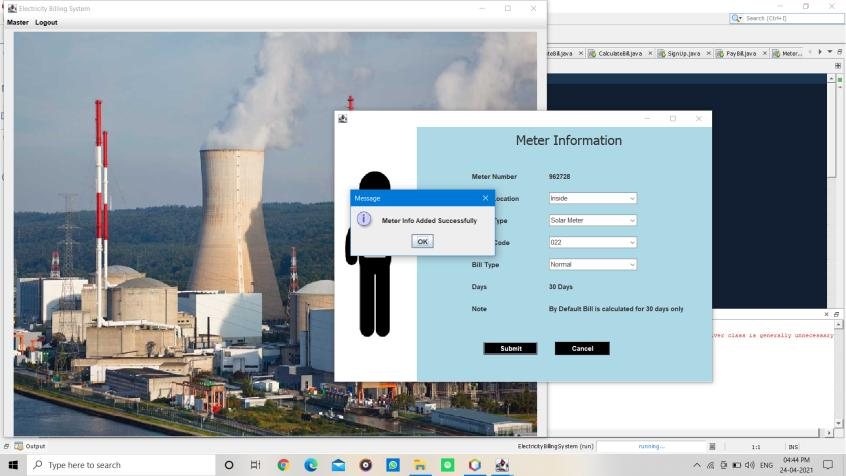 Electricity Billing System
Master Logout
Search (Ctrl+I)
teBill.java CalculateBill.java SignUp.java PayBill.java Meter...
Meter Information
Meter Number 962728
ocation Inside
ype Solar Meter
Code 022
Bill Type Normal
Days 30 Days
Note By Default Bill is calculated for 30 days only
Submit Cancel
Message
Meter Info Added Successfully
OK
ver class is generally unnecessary
Output
ElectricityBillingSystem (run) running... 1:1 INS
Type here to search
ENG
04:44 PM
24-04-2021